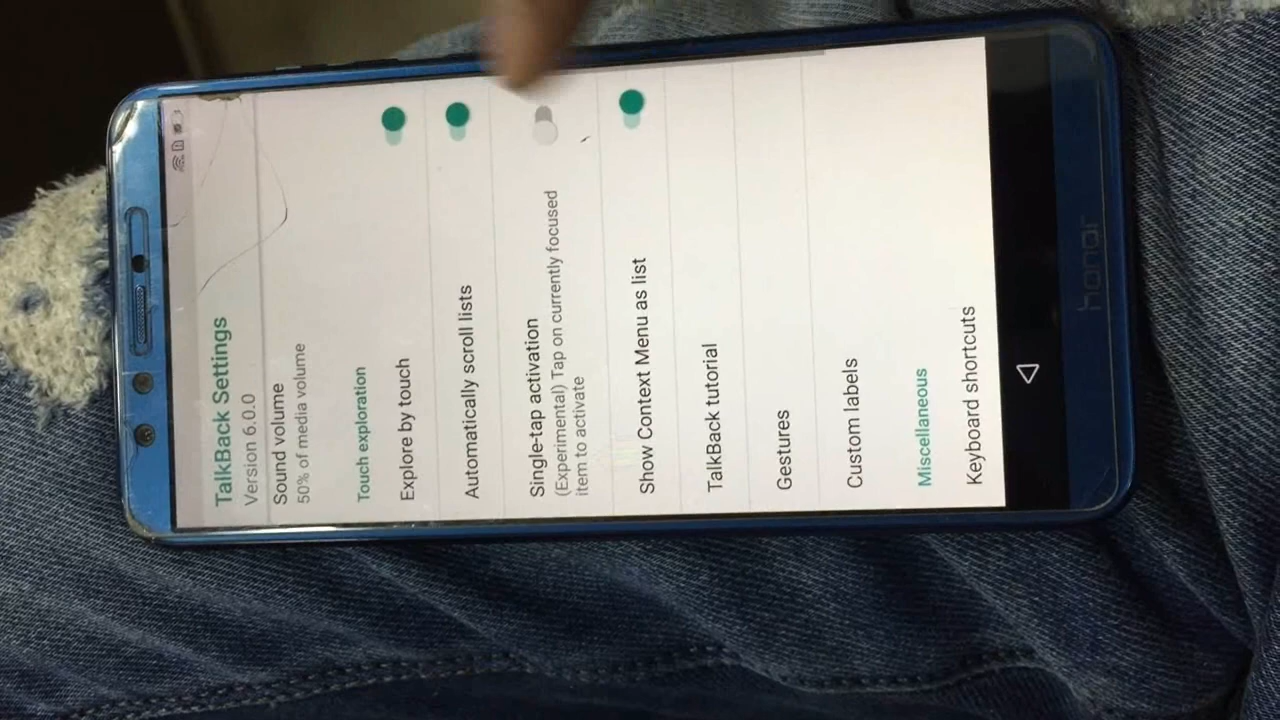 TalkBack Settings
Version 6.0.0
Sound volume
50% of media volume
Touch exploration
Explore by touch
Automatically scroll lists
Single-tap activation
(Experimental) Tap on currently focused
item to activate
Show Context Menu as list
TalkBack tutorial
Gestures
Custom labels
Miscellaneous
Keyboard shortcuts
honor